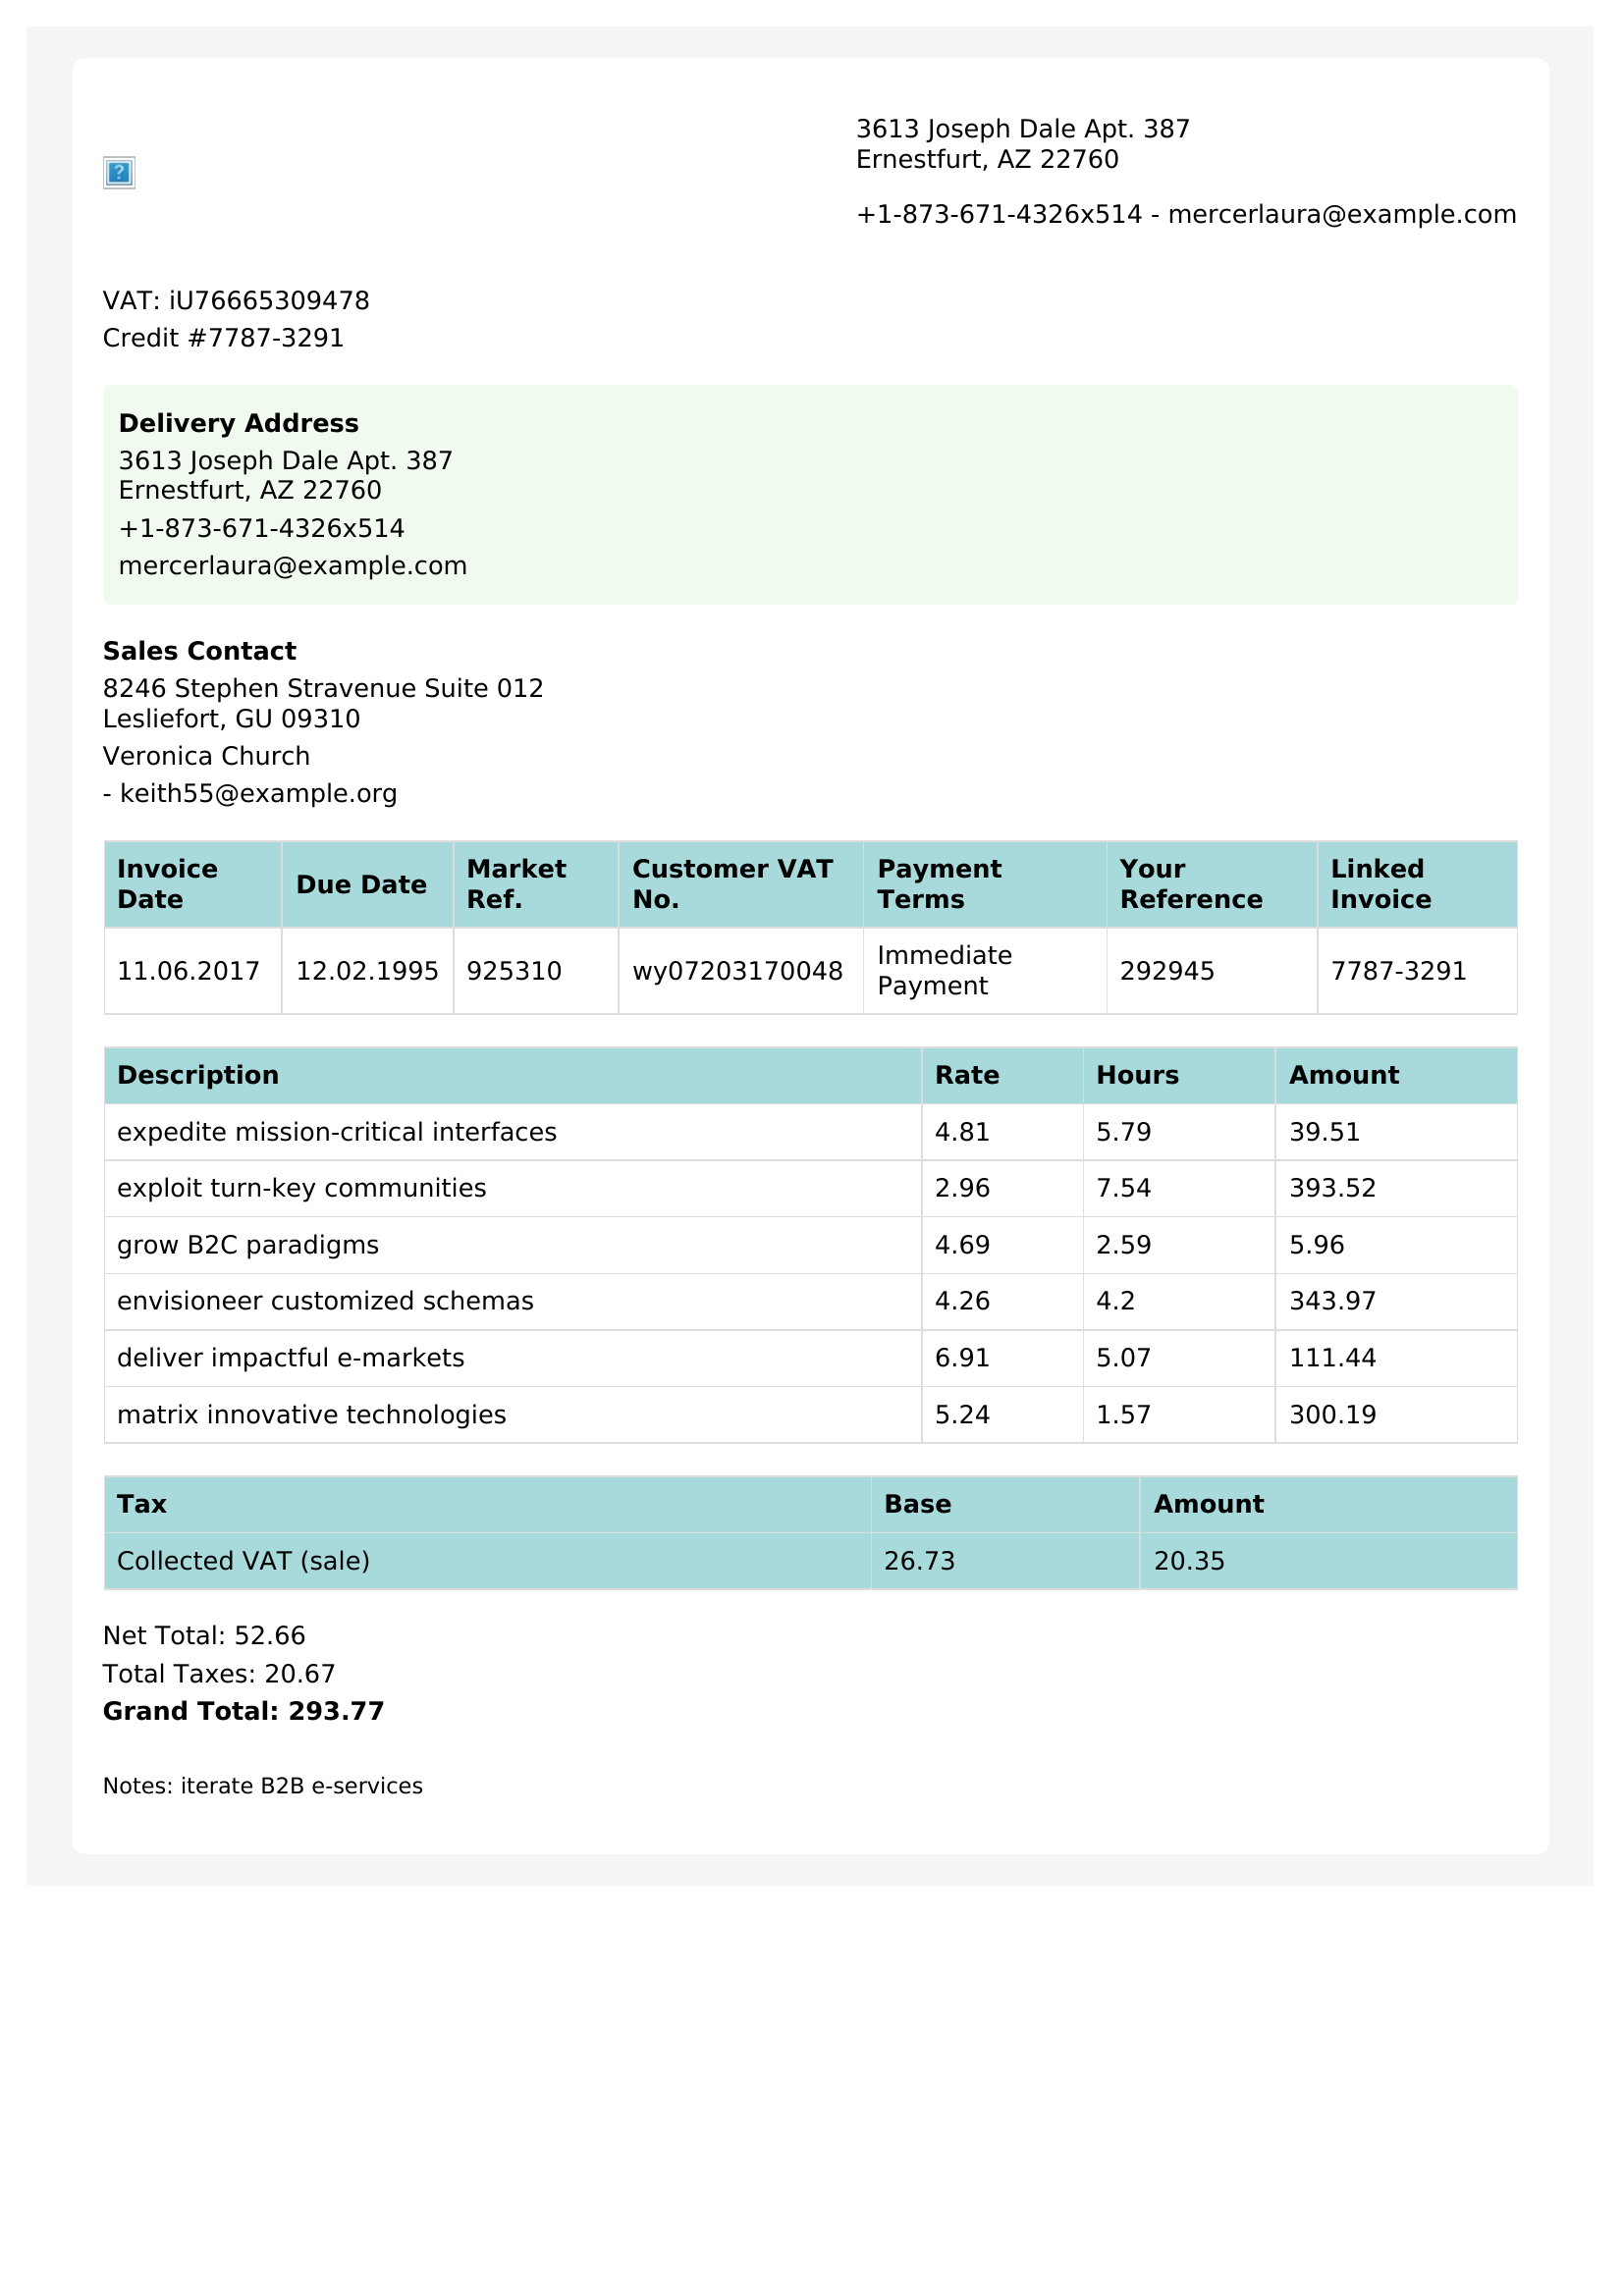 3613 Joseph Dale Apt. 387
Ernestfurt, AZ 22760
+1-873-671-4326x514 - mercerlaura@example.com
VAT: iU76665309478
Credit #7787-3291
Delivery Address
3613 Joseph Dale Apt. 387
Ernestfurt, AZ 22760
+1-873-671-4326x514
mercerlaura@example.com
Sales Contact
8246 Stephen Stravenue Suite 012
Lesliefort, GU 09310
Veronica Church
- keith55@example.org
Invoice Date Due Date Market Ref. Customer VAT No. Payment Terms Your Reference Linked Invoice
11.06.2017 12.02.1995 925310 wy07203170048 Immediate Payment 292945 7787-3291
Description Rate Hours Amount
expedite mission-critical interfaces 4.81 5.79 39.51
exploit turn-key communities 2.96 7.54 393.52
grow B2C paradigms 4.69 2.59 5.96
envisioneer customized schemas 4.26 4.2 343.97
deliver impactful e-markets 6.91 5.07 111.44
matrix innovative technologies 5.24 1.57 300.19
Tax Base Amount
Collected VAT (sale) 26.73 20.35
Net Total: 52.66
Total Taxes: 20.67
Grand Total: 293.77
Notes: iterate B2B e-services